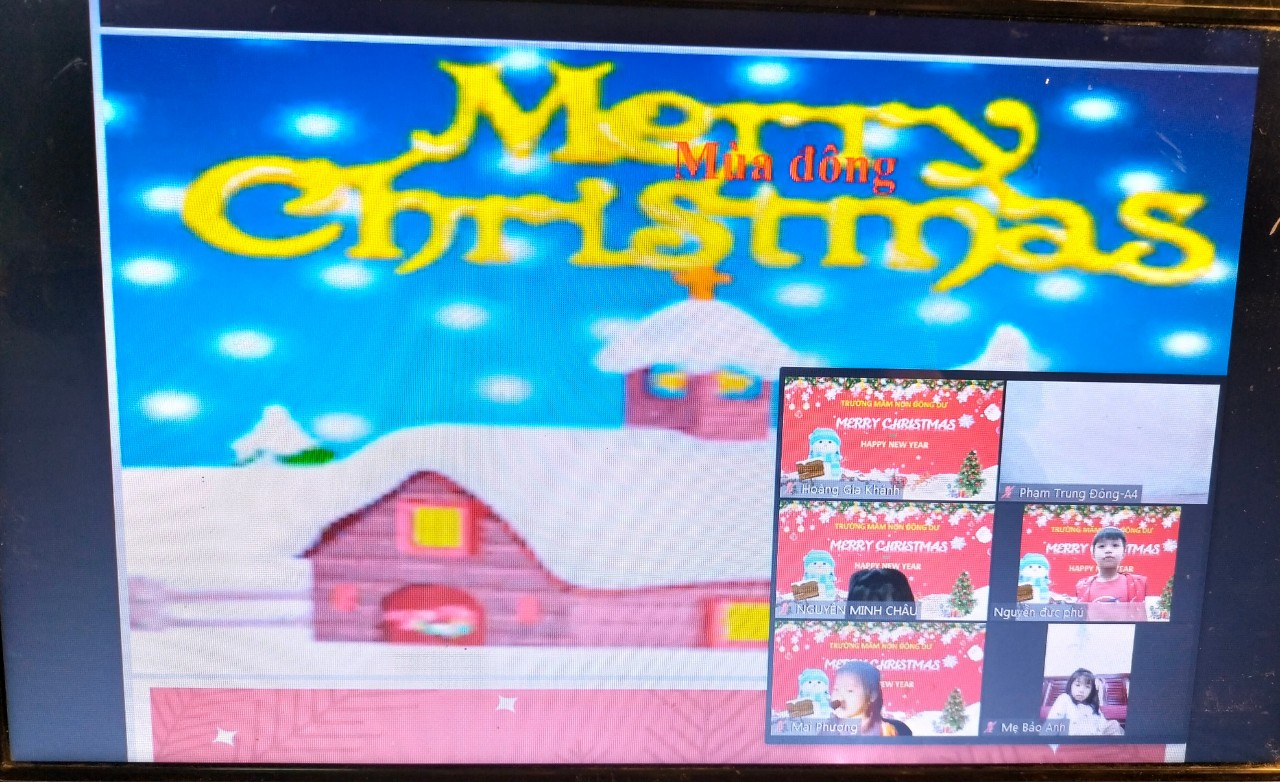 Merry
Mùa đông
Christmas
TRƯỜNG MẦM NON ĐÔNG DƯ
MERRY CHRISTMAS
HAPPY NEW YEAR
Hoàng Gia Khánh
Phạm Trung Đông-A4
TRƯỜNG MẦM NON ĐÔNG DƯ
MERRY CHRISTMAS
HAPPY NEW YEAR
NGUYỄN MINH CHÂU
MERRY CHRISTMAS
Nguyễn đức phú
TRƯỜNG MẦM NON ĐÔNG DƯ
MERRY CHRISTMAS
NEW YEAR
Mai Phương
Mẹ Bảo Anh